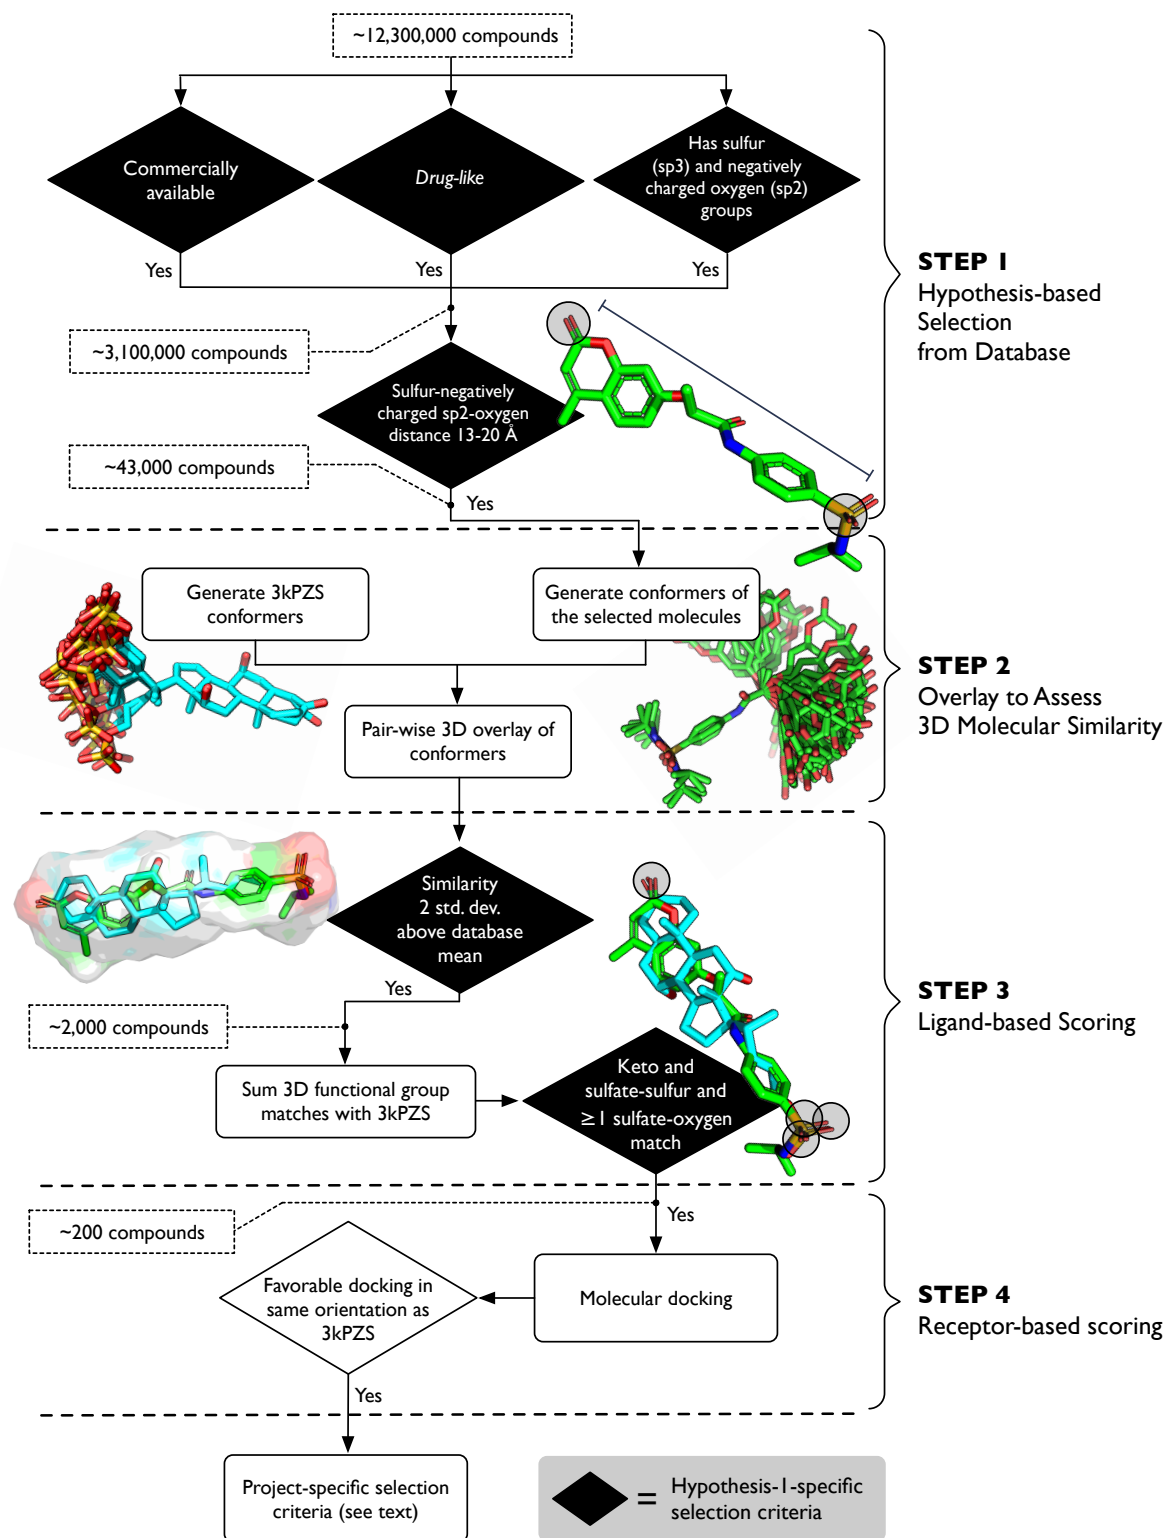 ~12,300,000 compounds
Commercially
available
Drug-like
Has sulfur
(sp3) and negatively
charged oxygen (sp2)
groups
Yes
Yes
Yes
STEP 1
Hypothesis-based
Selection
from Database
~3,100,000 compounds
Sulfur-negatively
charged sp2-oxygen
distance 13-20 Å
~43,000 compounds
Yes
Generate 3kPZS
conformers
Generate conformers of
the selected molecules
STEP 2
Overlay to Assess
3D Molecular Similarity
Pair-wise 3D overlay of
conformers
Similarity
2 std. dev.
above database
mean
Yes
~2,000 compounds
STEP 3
Ligand-based Scoring
Sum 3D functional group
matches with 3kPZS
Keto and
sulfate-sulfur and
≥1 sulfate-oxygen
match
~200 compounds
Yes
Favorable docking in
same orientation as
3kPZS
Molecular docking
STEP 4
Receptor-based scoring
Yes
Project-specific selection
criteria (see text)
= Hypothesis-1-specific
selection criteria